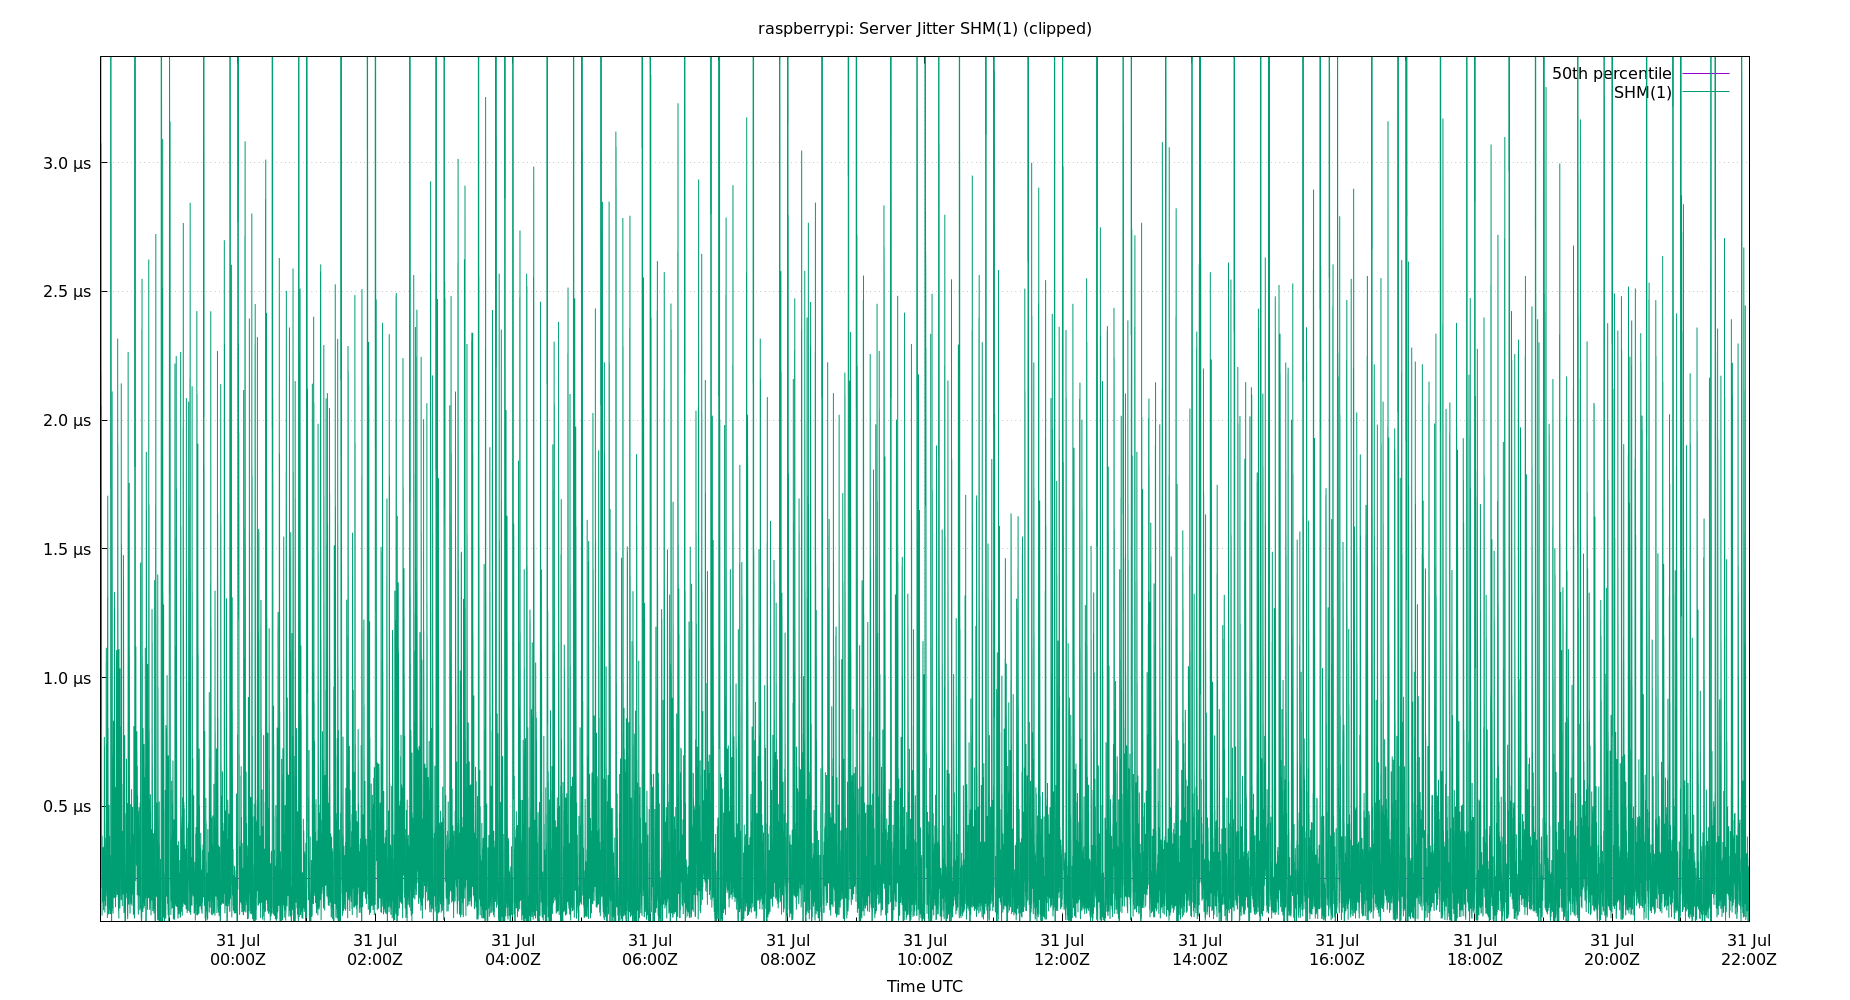 raspberrypi: Server Jitter SHM(1) (clipped)
50th percentile
SHM(1)
3.0 µs
2.5 µs
2.0 µs
1.5 µs
1.0 µs
0.5 µs
31 Jul 31 Jul 31 Jul 31 Jul 31 Jul 31 Jul 31 Jul 31 Jul 31 Jul 31 Jul 31 Jul 31 Jul
00:00Z 02:00Z 04:00Z 06:00Z 08:00Z 10:00Z 12:00Z 14:00Z 16:00Z 18:00Z 20:00Z 22:00Z
Time UTC